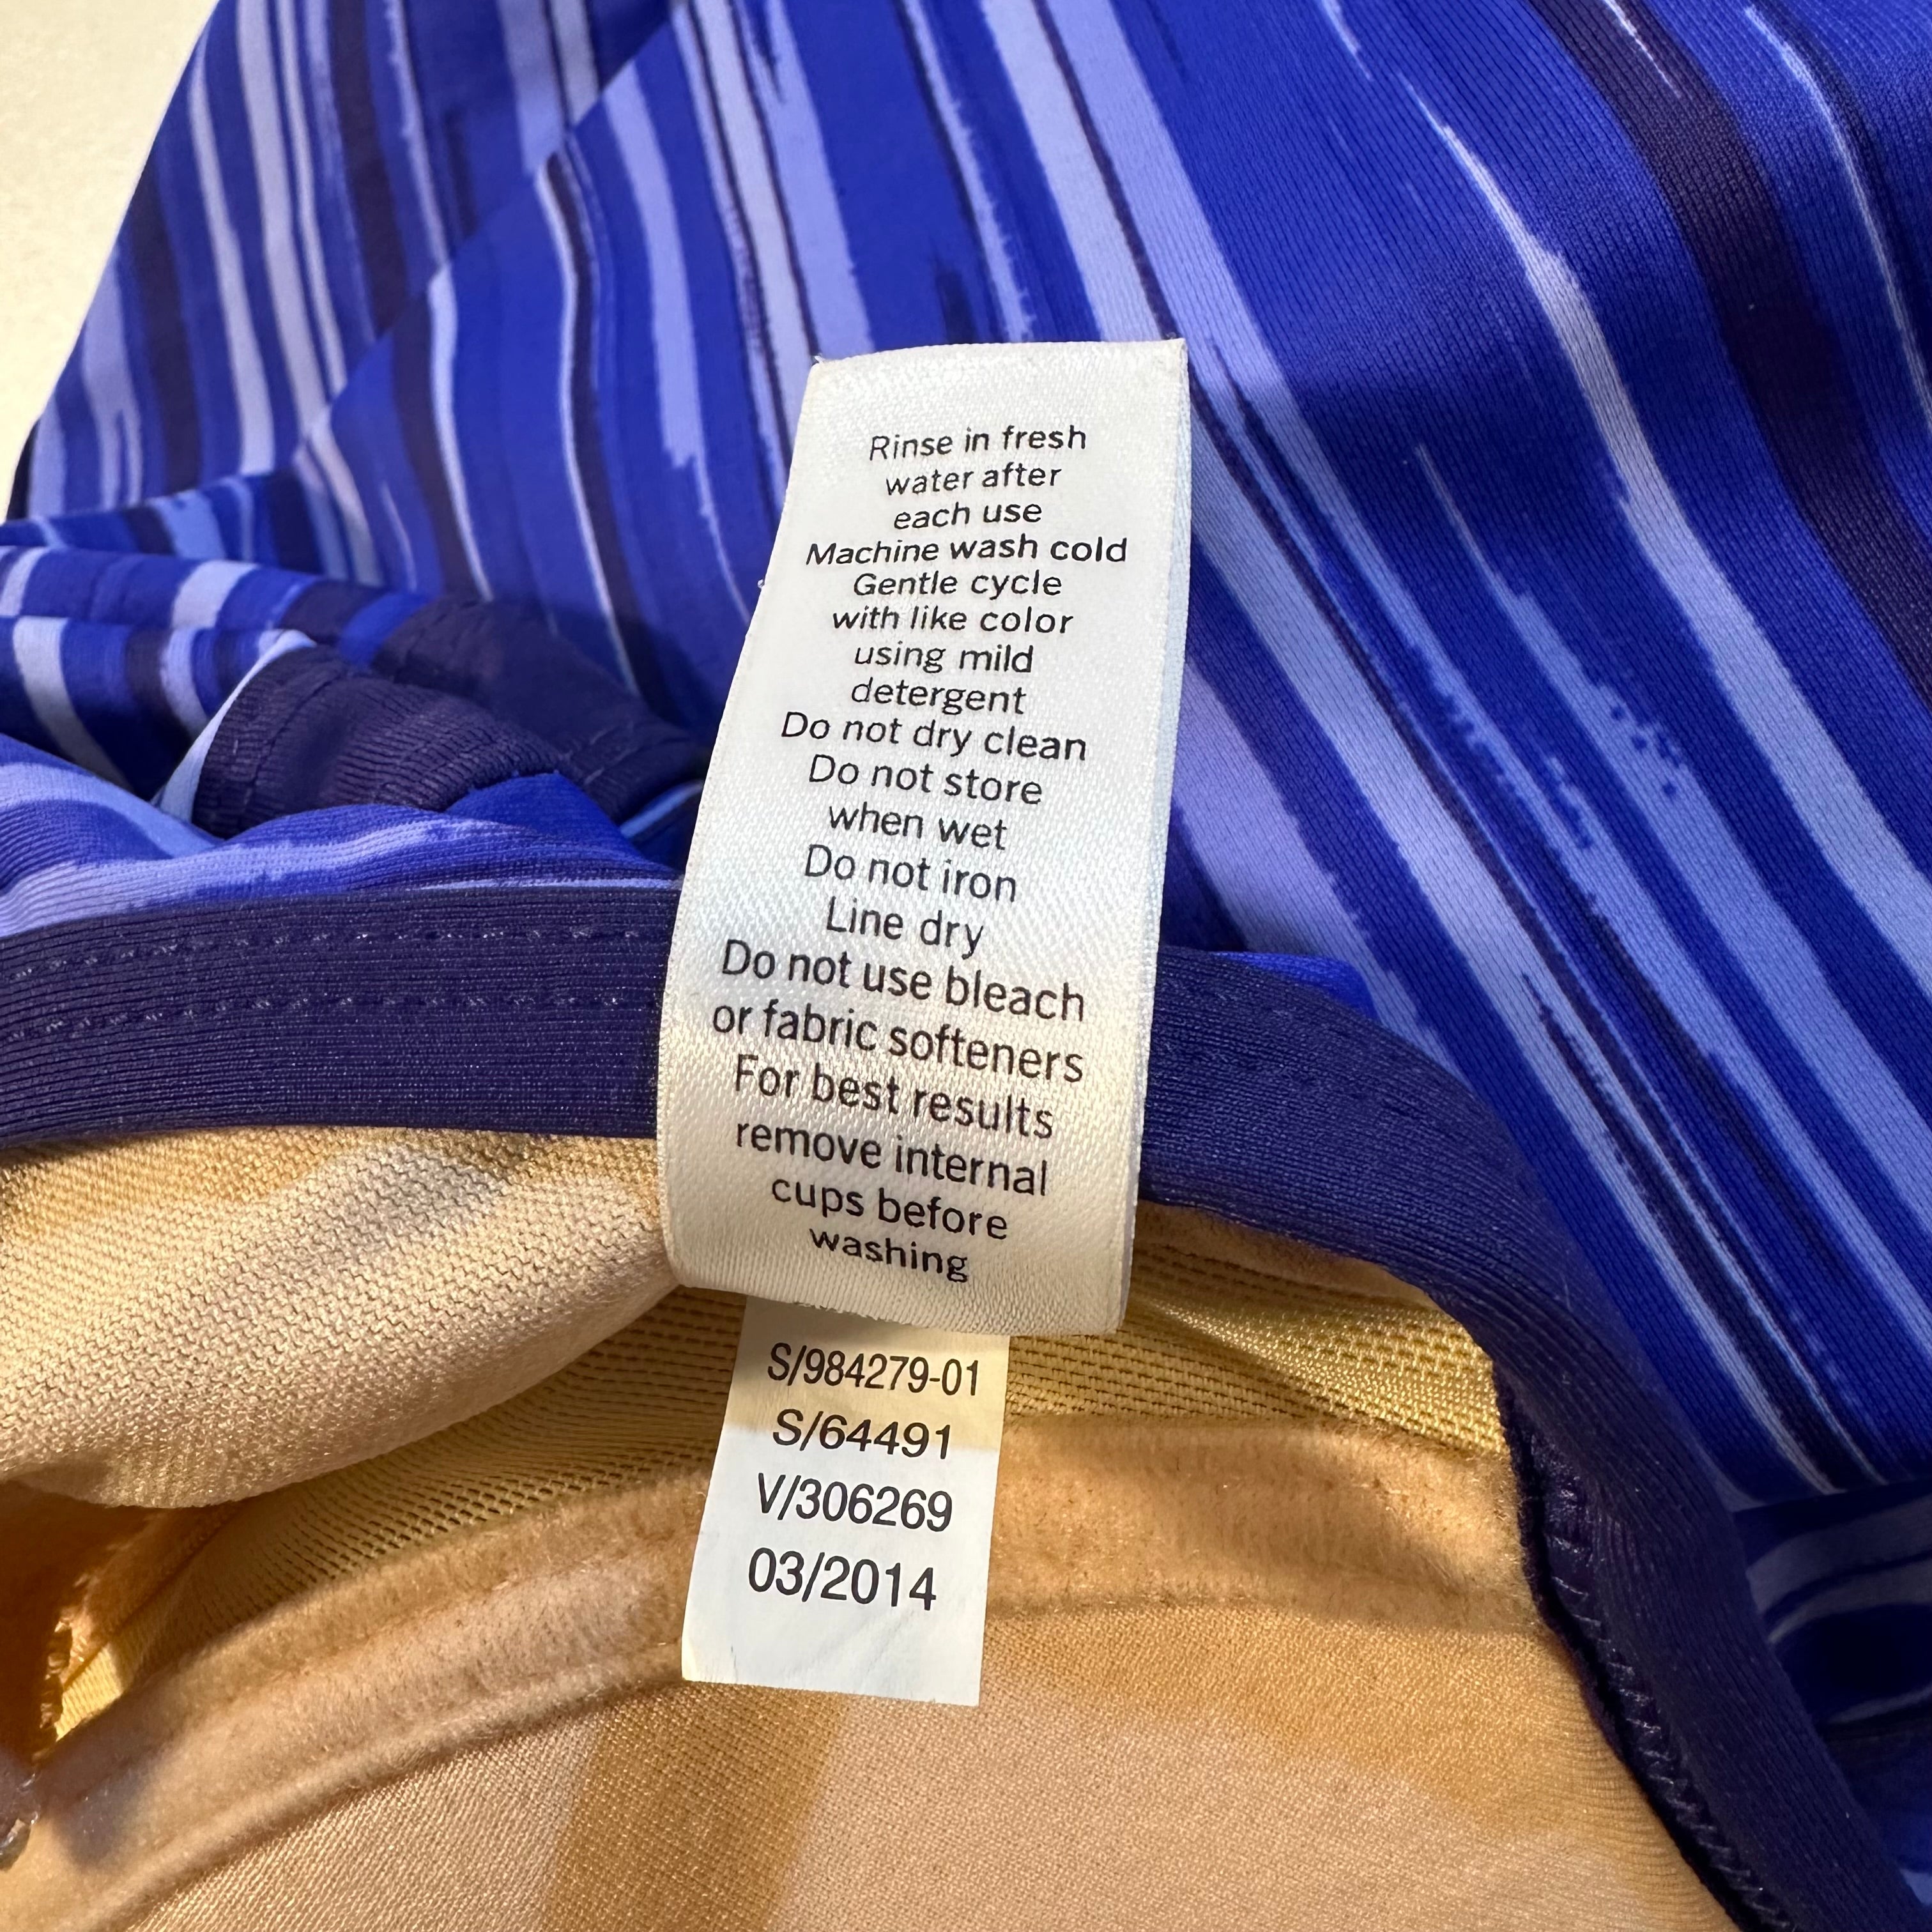 Rinse in fresh
water after
each use
Machine wash cold
Gentle cycle
with like color
using mild
detergent
Do not dry clean
Do not store
when wet
Do not iron
Line dry
Do not use bleach
or fabric softeners
For best results
remove internal
cups before
washing
S/984279-01
S/64491
V/306269
03/2014